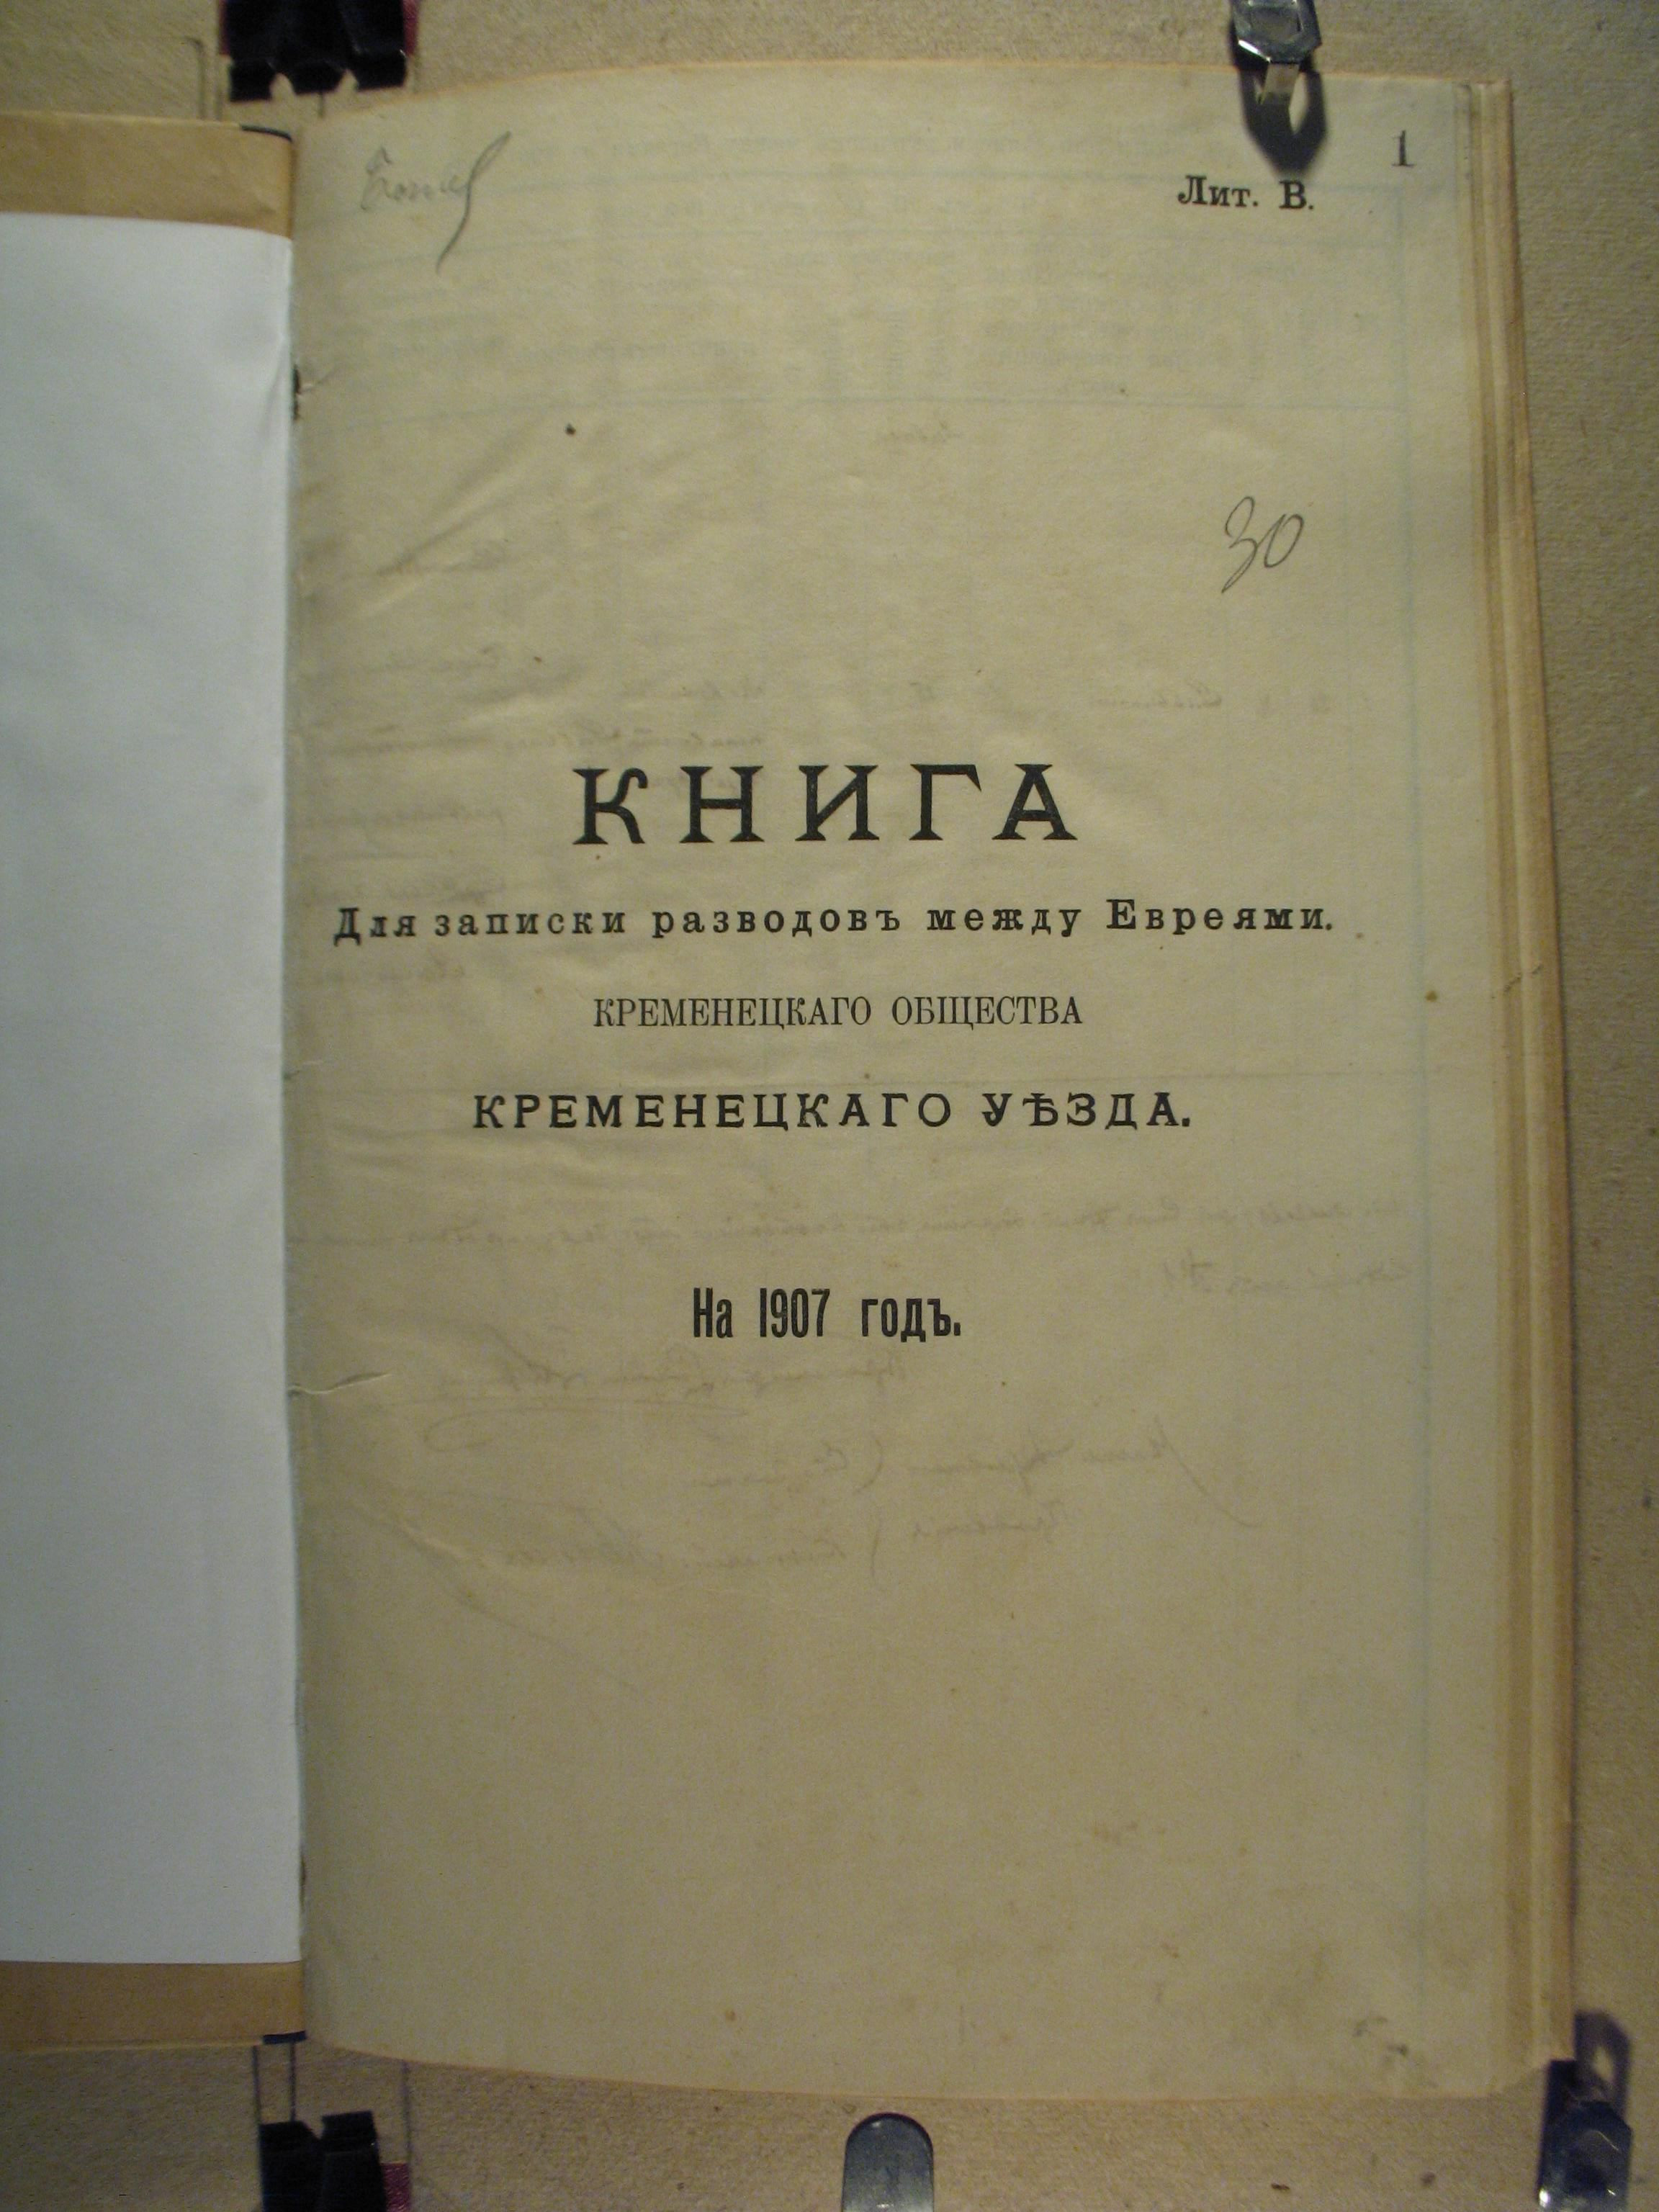 1
Лит. В.
30
КНИГА
Для записки разводовъ между Евреями.
КРЕМЕНЕЦКАГО ОБЩЕСТВА
КРЕМЕНЕЦКАГО УѢЗДА.
На 1907 годъ.